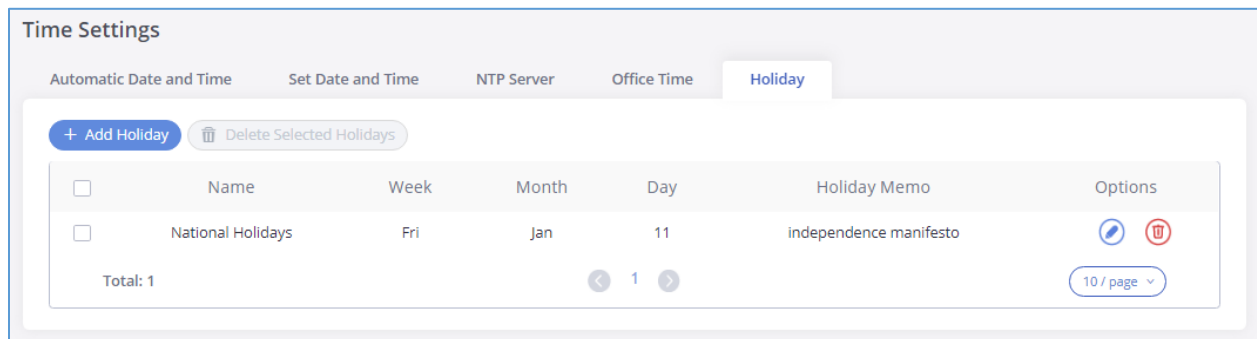 Time Settings
Automatic Date and Time Set Date and Time NTP Server Office Time Holiday
+ Add Holiday Delete Selected Holidays
Name Week Month Day Holiday Memo Options
National Holidays Fri Jan 11 independence manifesto
Total: 1 1 10 / page